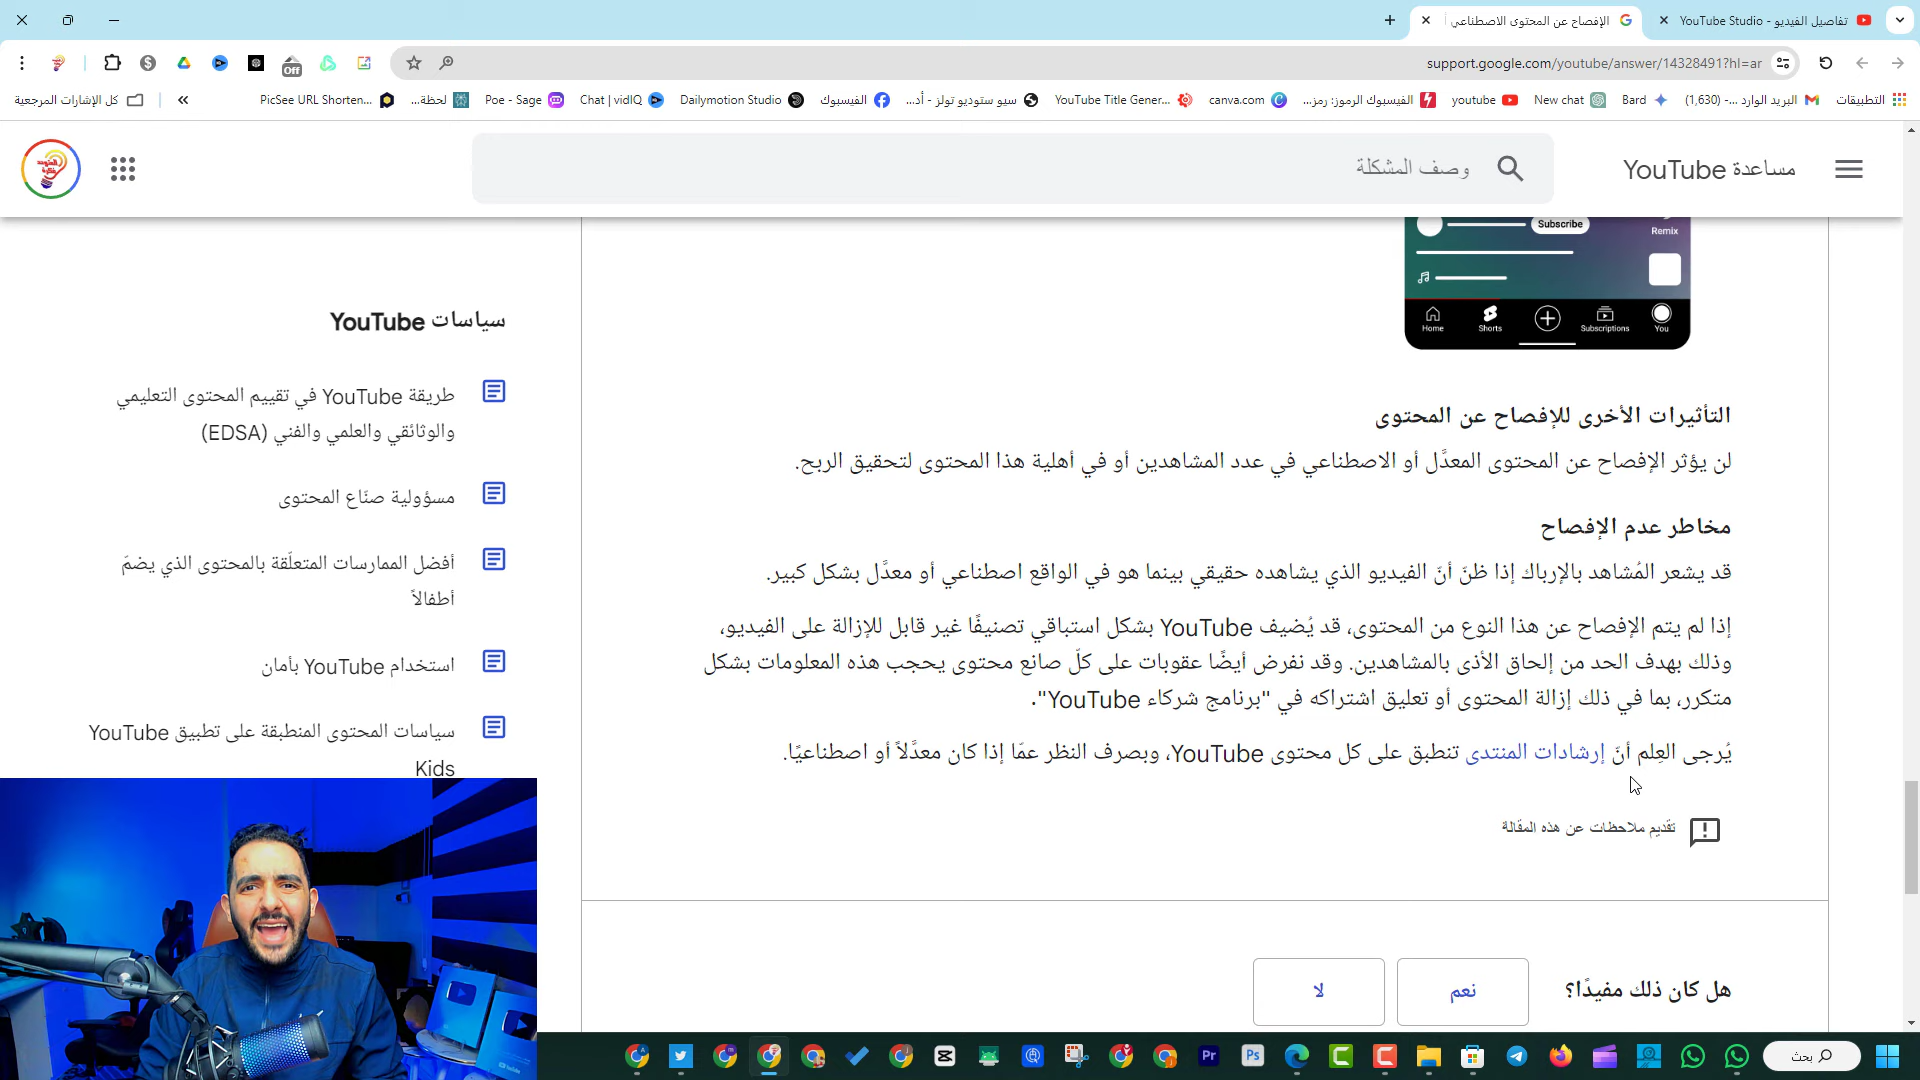 تفاصيل الفيديو - YouTube Studio
الإفصاح عن المحتوى الاصطناعي
support.google.com/youtube/answer/14328491?hl=ar
Off
التطبيقات
البريد الوارد -... (1,630)
Bard
New chat
youtube
الفيسبوك الرموز: رمز...
canva.com
YouTube Title Gener...
سيو ستوديو تولز - أد...
الفيسبوك
Dailymotion Studio
Chat | vidIQ
Poe - Sage
لحظة...
PicSee URL Shorten...
»
كل الإشارات المرجعية
مساعدة YouTube
وصف المشكلة
Subscribe
Remix
Home
Shorts
Subscriptions
You
التأثيرات الأخرى للإفصاح عن المحتوى
لن يؤثر الإفصاح عن المحتوى المعدَّل أو الاصطناعي في عدد المشاهدين أو في أهلية هذا المحتوى لتحقيق الربح.
مخاطر عدم الإفصاح
قد يشعر المُشاهد بالإرباك إذا ظنّ أنّ الفيديو الذي يشاهده حقيقي بينما هو في الواقع اصطناعي أو معدَّل بشكل كبير.
إذا لم يتم الإفصاح عن هذا النوع من المحتوى، قد يُضيف YouTube بشكل استباقي تصنيفًا غير قابل للإزالة على الفيديو،
وذلك بهدف الحد من إلحاق الأذى بالمشاهدين. وقد نفرض أيضًا عقوبات على كلّ صانع محتوى يحجب هذه المعلومات بشكل
متكرر، بما في ذلك إزالة المحتوى أو تعليق اشتراكه في "برنامج شركاء YouTube".
يُرجى العِلم أنّ إرشادات المنتدى تنطبق على كل محتوى YouTube، وبصرف النظر عمّا إذا كان معدَّلاً أو اصطناعيًا.
تقديم ملاحظات عن هذه المقالة
هل كان ذلك مفيدًا؟
نعم
لا
سياسات YouTube
طريقة YouTube في تقييم المحتوى التعليمي
والوثائقي والعلمي والفني (EDSA)
مسؤولية صنّاع المحتوى
أفضل الممارسات المتعلّقة بالمحتوى الذي يضمّ
أطفالاً
استخدام YouTube بأمان
سياسات المحتوى المنطبقة على تطبيق YouTube
Kids
Pr
Ps
بحث